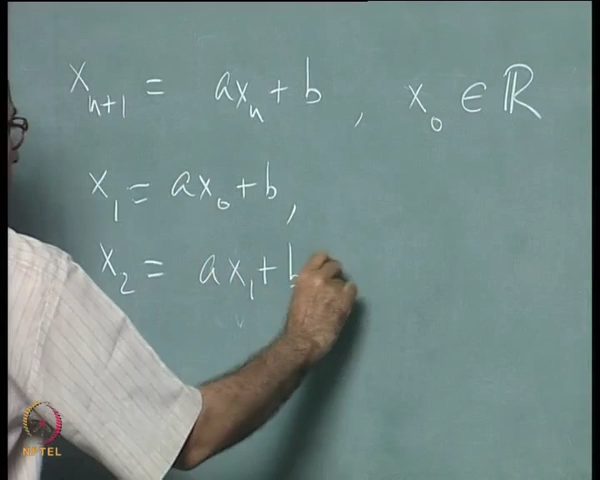 xₙ₊₁ = axₙ + b , x₀ ∈ ℝ
x₁ = ax₀ + b,
x₂ = ax₁ + b
NPTEL